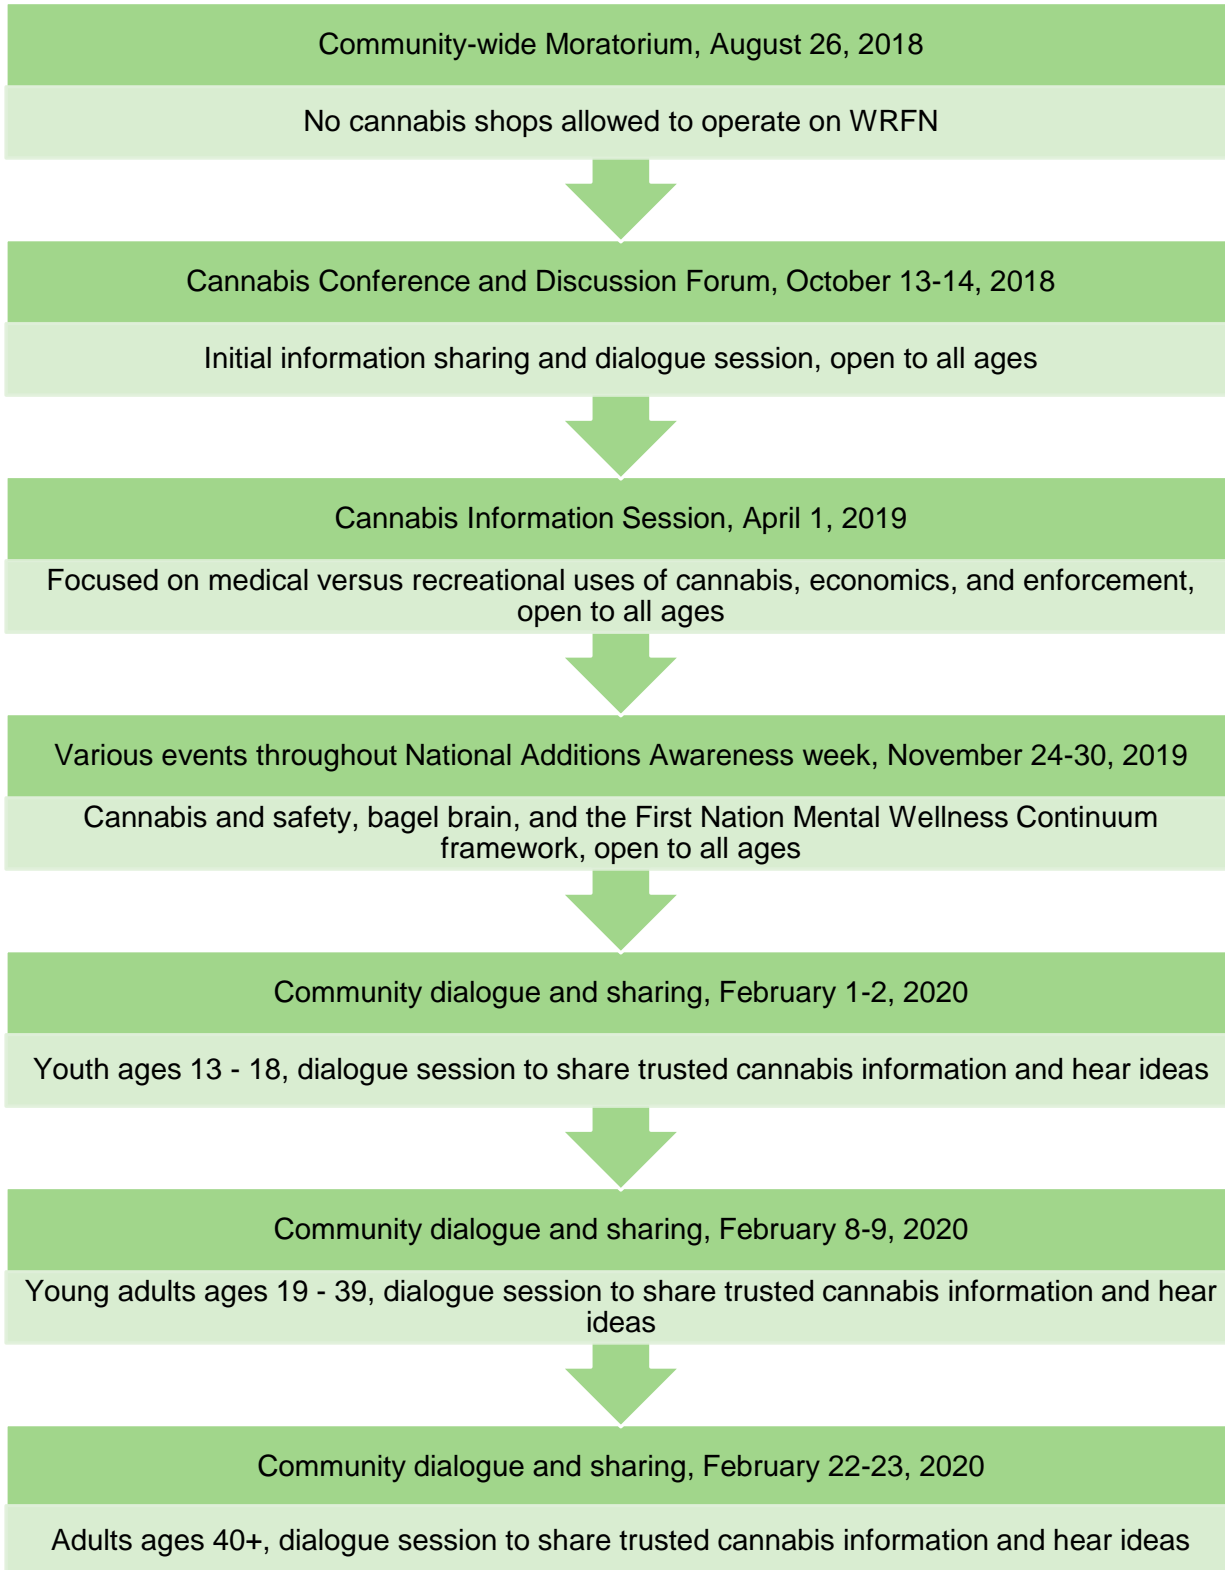 Community-wide Moratorium, August 26, 2018
No cannabis shops allowed to operate on WRFN
Cannabis Conference and Discussion Forum, October 13-14, 2018
Initial information sharing and dialogue session, open to all ages
Cannabis Information Session, April 1, 2019
Focused on medical versus recreational uses of cannabis, economics, and enforcement,
open to all ages
Various events throughout National Additions Awareness week, November 24-30, 2019
Cannabis and safety, bagel brain, and the First Nation Mental Wellness Continuum
framework, open to all ages
Community dialogue and sharing, February 1-2, 2020
Youth ages 13 - 18, dialogue session to share trusted cannabis information and hear ideas
Community dialogue and sharing, February 8-9, 2020
Young adults ages 19 - 39, dialogue session to share trusted cannabis information and hear
ideas
Community dialogue and sharing, February 22-23, 2020
Adults ages 40+, dialogue session to share trusted cannabis information and hear ideas